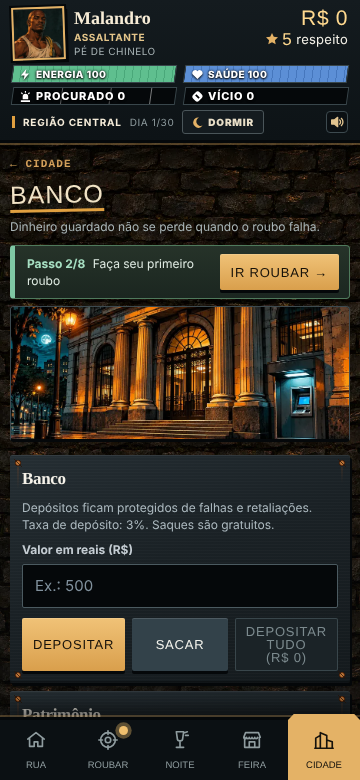 Malandro
ASSALTANTE
PÉ DE CHINELO
R$ 0
5 respeito
ENERGIA 100
SAÚDE 100
PROCURADO 0
VÍCIO 0
REGIÃO CENTRAL DIA 1/30 DORMIR
← CIDADE
BANCO
Dinheiro guardado não se perde quando o roubo falha.
Passo 2/8 Faça seu primeiro
roubo
IR ROUBAR →
Banco
Depósitos ficam protegidos de falhas e retaliações.
Taxa de depósito: 3%. Saques são gratuitos.
Valor em reais (R$)
Ex.: 500
DEPOSITAR
SACAR
DEPOSITAR
TUDO
(R$ 0)
Patrimônio
RUA
ROUBAR
NOITE
FEIRA
CIDADE